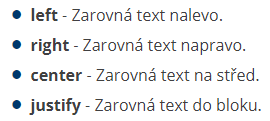 left - Zarovná text nalevo.
right - Zarovná text napravo.
center - Zarovná text na střed.
justify - Zarovná text do bloku.